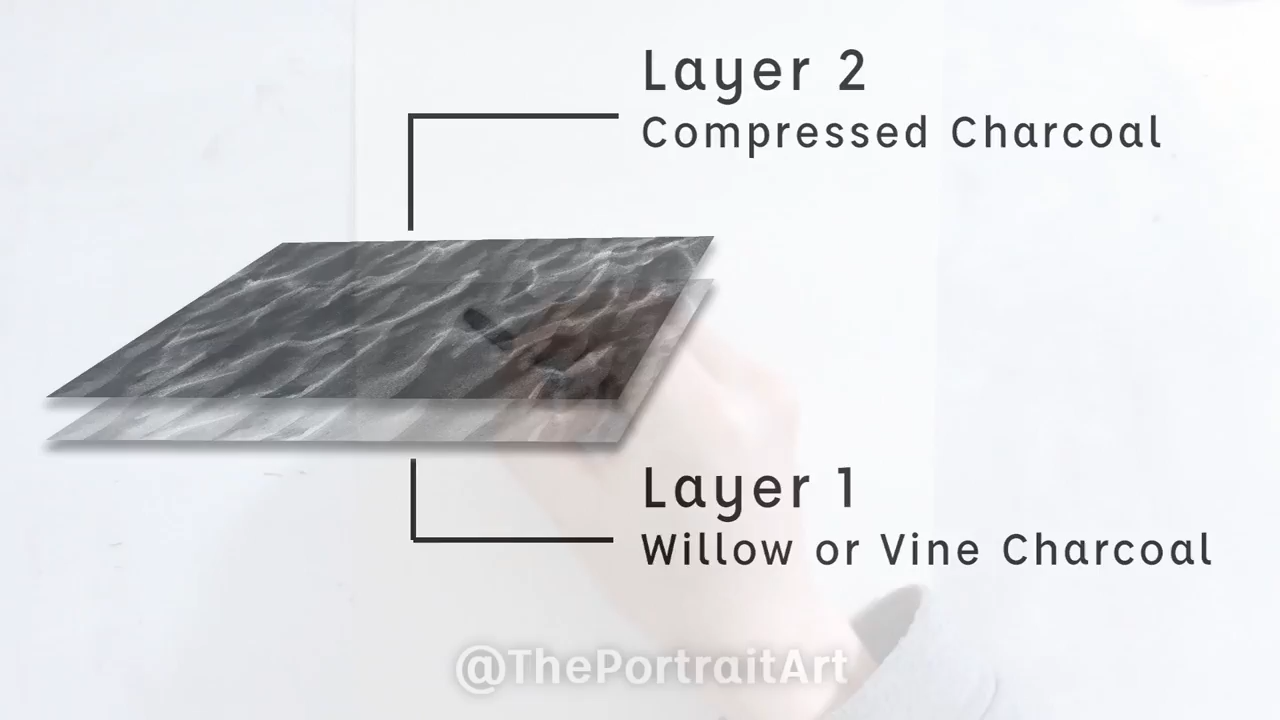 Layer 2
Compressed Charcoal
Layer 1
Willow or Vine Charcoal
@ThePortraitArt